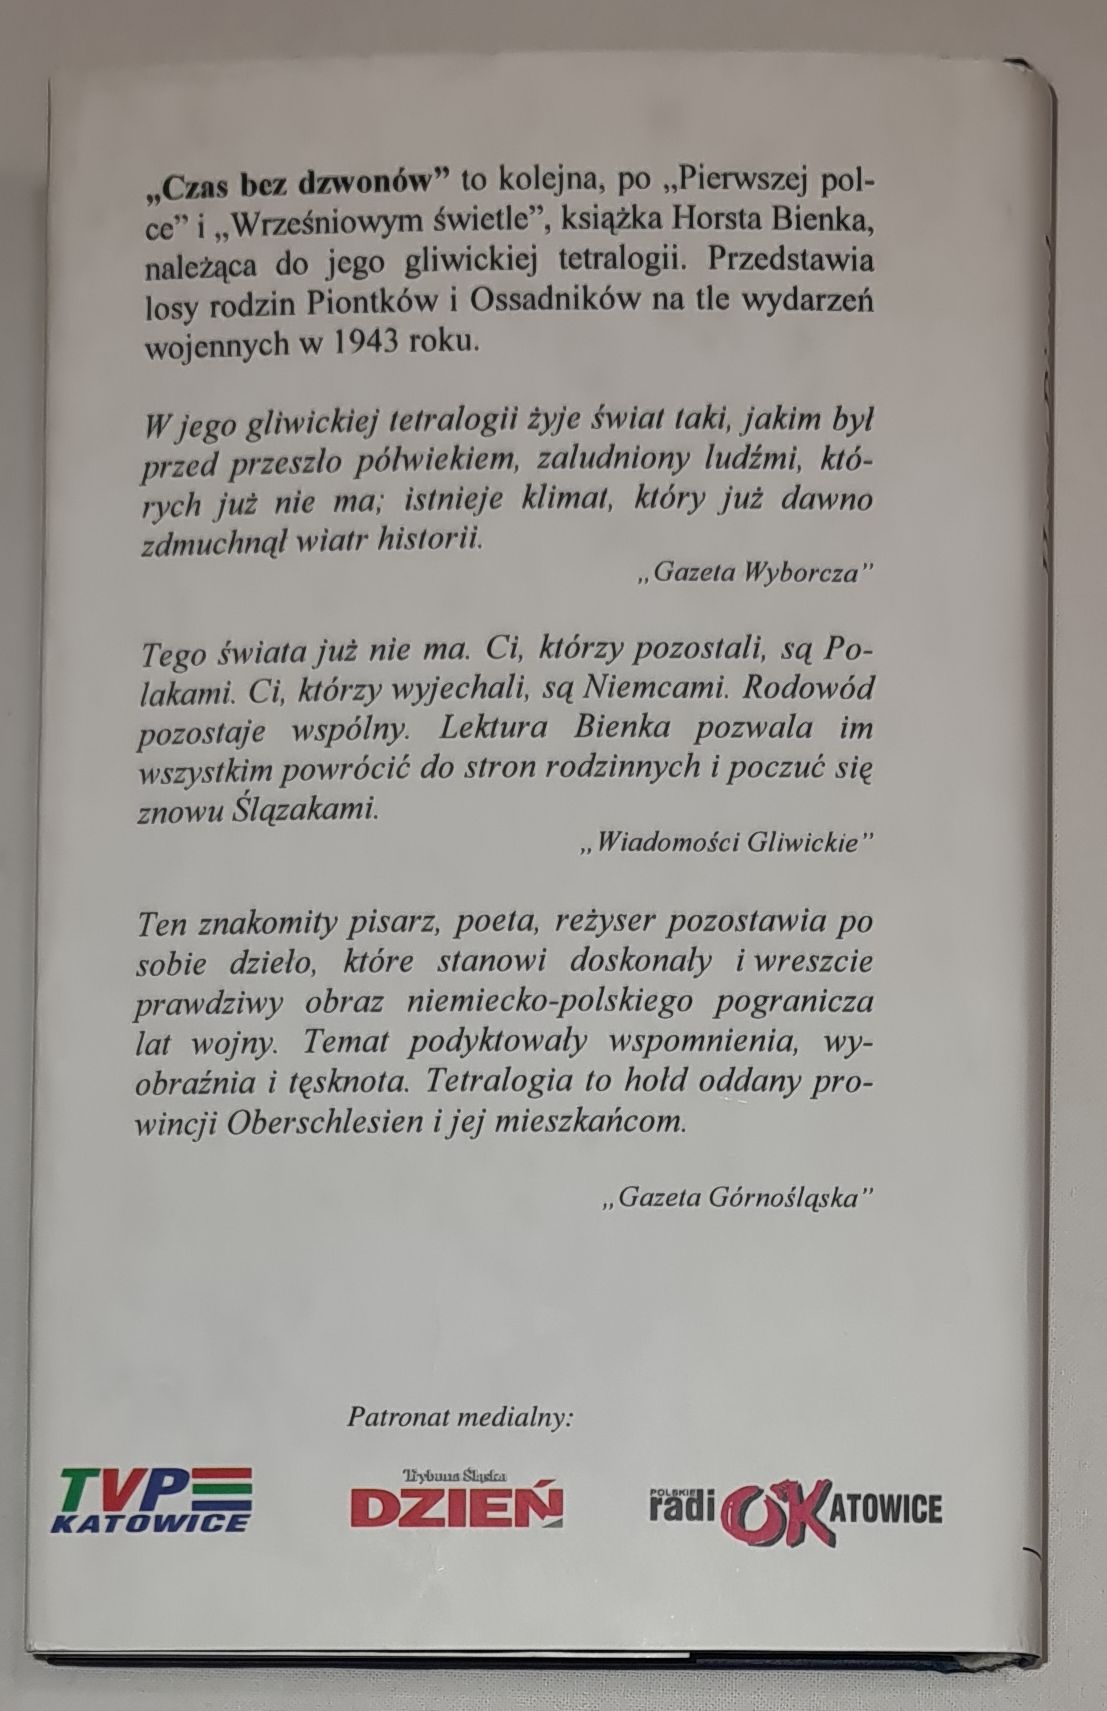 „Czas bez dzwonów” to kolejna, po „Pierwszej pol-
ce” i „Wrześniowym świetle”, książka Horsta Bienka,
należąca do jego gliwickiej tetralogii. Przedstawia
losy rodzin Piontków i Ossadników na tle wydarzeń
wojennych w 1943 roku.
W jego gliwickiej tetralogii żyje świat taki, jakim był
przed przeszło półwiekiem, zaludniony ludźmi, któ-
rych już nie ma; istnieje klimat, który już dawno
zdmuchnął wiatr historii.
„Gazeta Wyborcza”
Tego świata już nie ma. Ci, którzy pozostali, są Po-
lakami. Ci, którzy wyjechali, są Niemcami. Rodowód
pozostaje wspólny. Lektura Bienka pozwala im
wszystkim powrócić do stron rodzinnych i poczuć się
znowu Ślązakami.
„Wiadomości Gliwickie”
Ten znakomity pisarz, poeta, reżyser pozostawia po
sobie dzieło, które stanowi doskonały i wreszcie
prawdziwy obraz niemiecko-polskiego pogranicza
lat wojny. Temat podyktowały wspomnienia, wy-
obraźnia i tęsknota. Tetralogia to hołd oddany pro-
wincji Oberschlesien i jej mieszkańcom.
„Gazeta Górnośląska”
Patronat medialny:
TVP
KATOWICE
Trybuna Śląska
DZIEŃ
POLSKIE
radiOKATOWICE